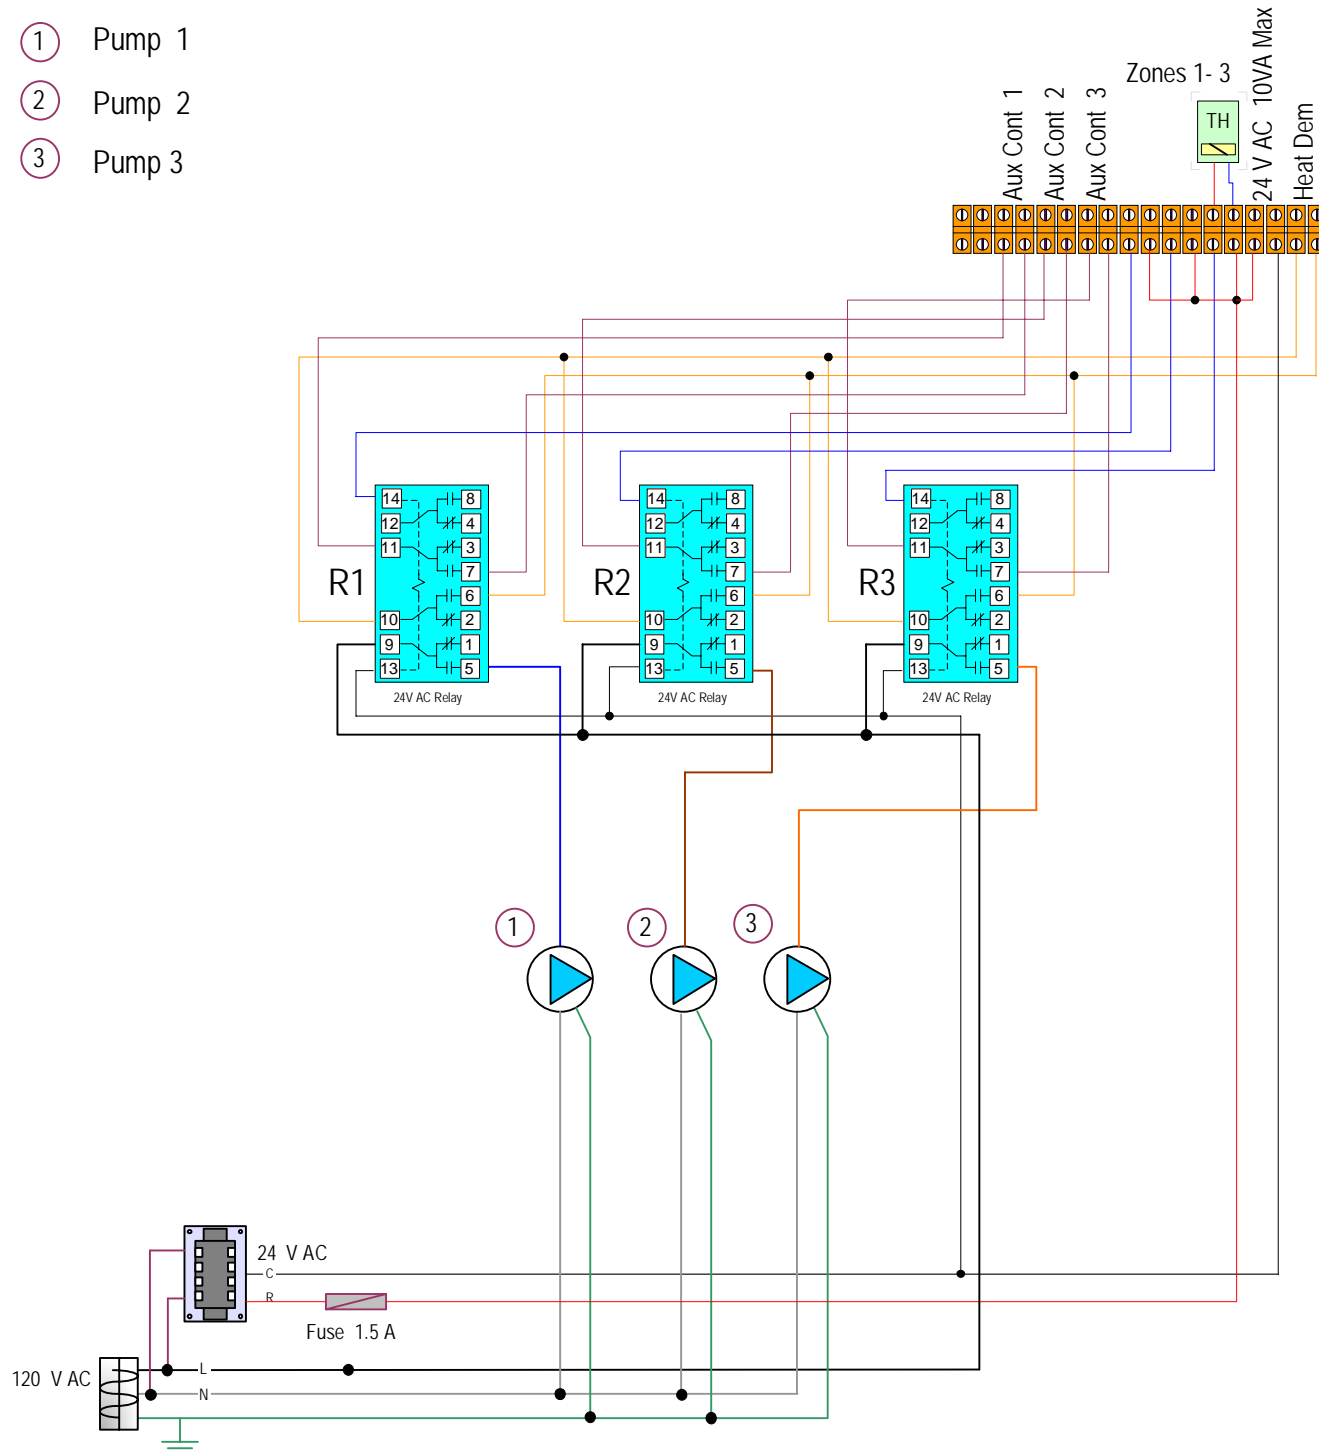 1 Pump 1
2 Pump 2
3 Pump 3
Zones 1- 3
TH
Aux Cont 1
Aux Cont 2
Aux Cont 3
24 V AC 10VA Max
Heat Dem
R1
14 8
12 4
11 3
7
6
10 2
9 1
13 5
24V AC Relay
R2
14 8
12 4
11 3
7
6
10 2
9 1
13 5
24V AC Relay
R3
14 8
12 4
11 3
7
6
10 2
9 1
13 5
24V AC Relay
1
2
3
24 V AC
C
R
Fuse 1.5 A
120 V AC
L
N